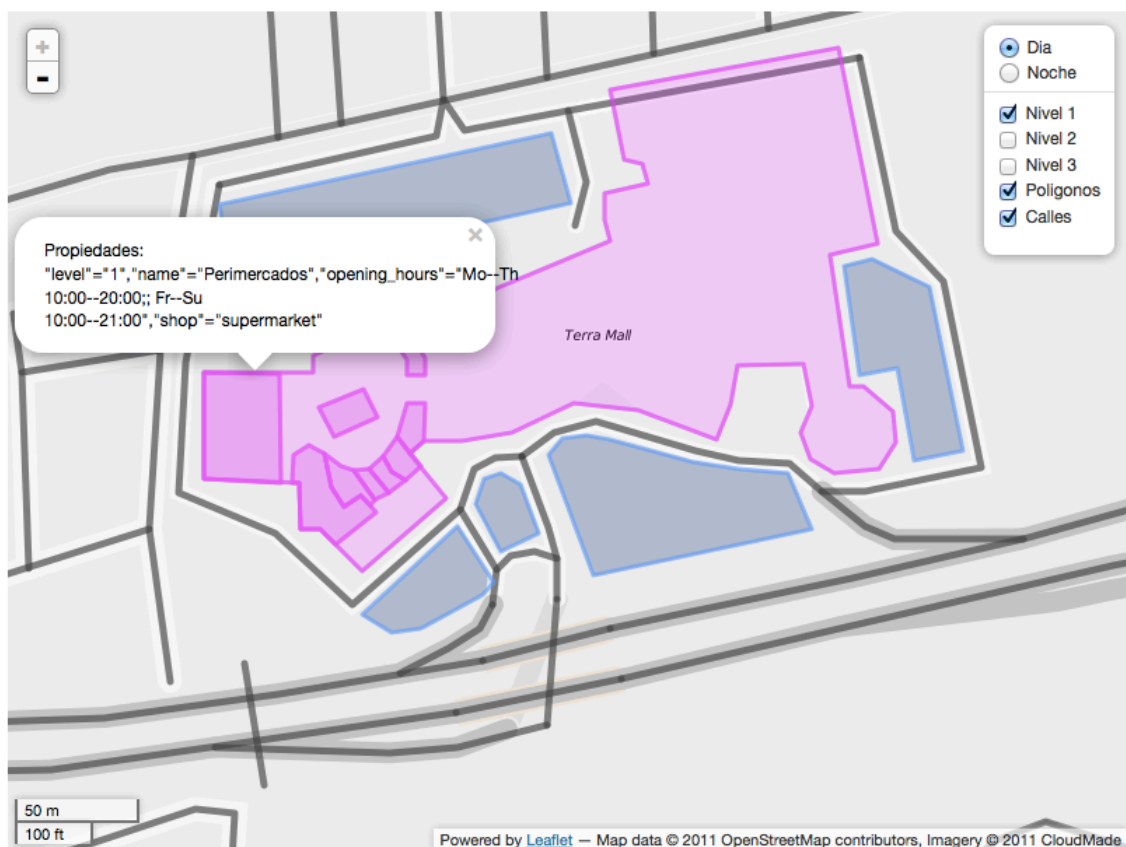 +
-
Dia
Noche
Nivel 1
Nivel 2
Nivel 3
Poligonos
Calles
×
Propiedades:
"level"="1","name"="Perimercados","opening_hours"="Mo--Th
10:00--20:00;; Fr--Su
10:00--21:00","shop"="supermarket"
Terra Mall
50 m
100 ft
Powered by Leaflet — Map data © 2011 OpenStreetMap contributors, Imagery © 2011 CloudMade